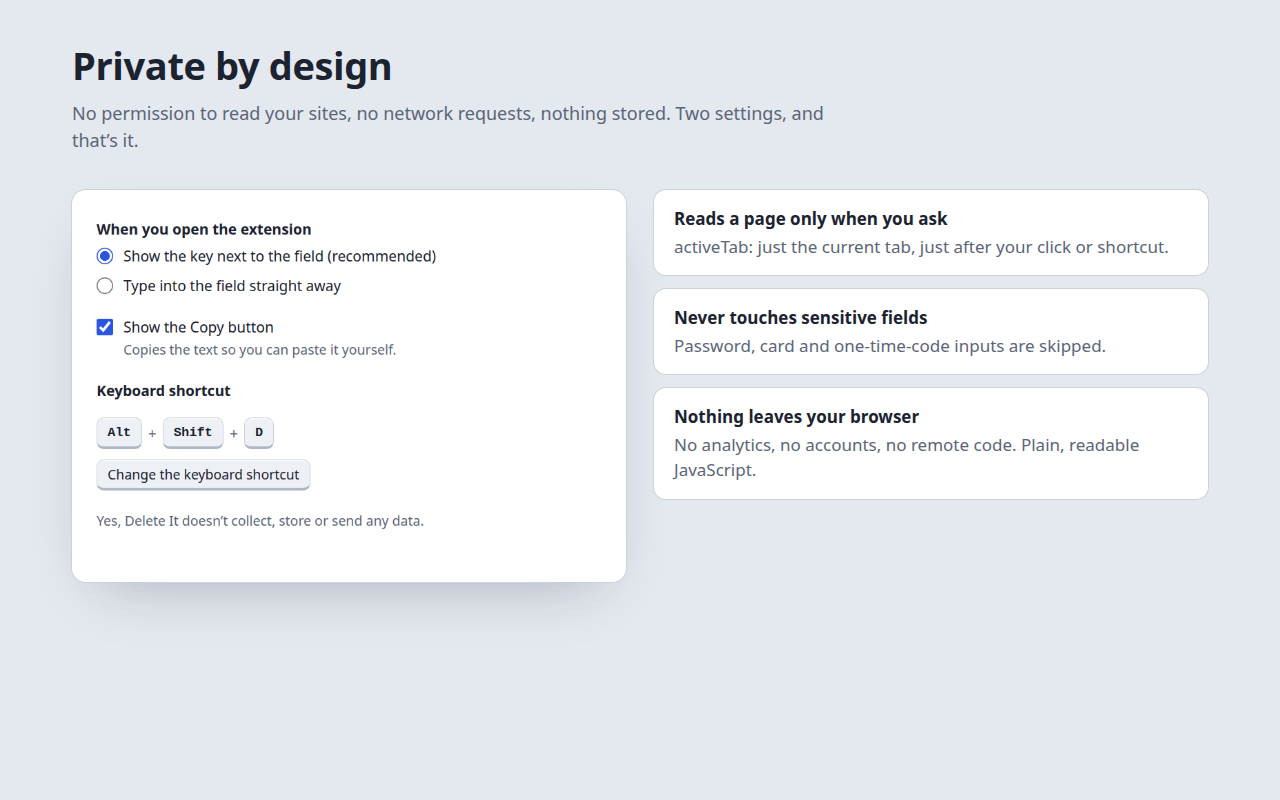 Private by design
No permission to read your sites, no network requests, nothing stored. Two settings, and
that’s it.
When you open the extension
Show the key next to the field (recommended)
Type into the field straight away
Show the Copy button
Copies the text so you can paste it yourself.
Keyboard shortcut
Alt + Shift + D
Change the keyboard shortcut
Yes, Delete It doesn’t collect, store or send any data.
Reads a page only when you ask
activeTab: just the current tab, just after your click or shortcut.
Never touches sensitive fields
Password, card and one-time-code inputs are skipped.
Nothing leaves your browser
No analytics, no accounts, no remote code. Plain, readable
JavaScript.